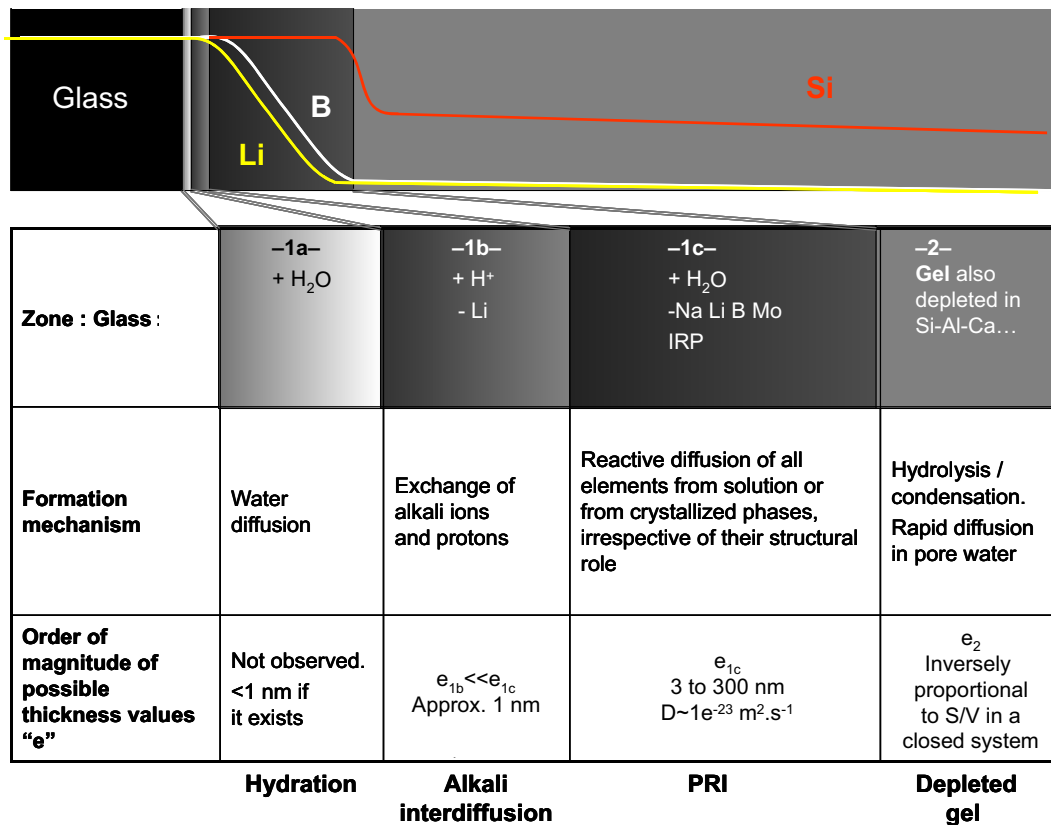 Glass
Li
B
Si
Zone : Glass :
–1a–
+ H₂O
–1b–
+ H⁺
- Li
–1c–
+ H₂O
-Na Li B Mo
IRP
–2–
Gel also
depleted in
Si-Al-Ca…
Formation
mechanism
Water
diffusion
Exchange of
alkali ions
and protons
Reactive diffusion of all
elements from solution or
from crystallized phases,
irrespective of their structural
role
Hydrolysis /
condensation.
Rapid diffusion
in pore water
Order of
magnitude of
possible
thickness values
“e”
Not observed.
<1 nm if
it exists
e₁b<<e₁c
Approx. 1 nm
e₁c
3 to 300 nm
D~1e⁻²³ m².s⁻¹
e₂
Inversely
proportional
to S/V in a
closed system
Hydration
Alkali
interdiffusion
PRI
Depleted
gel